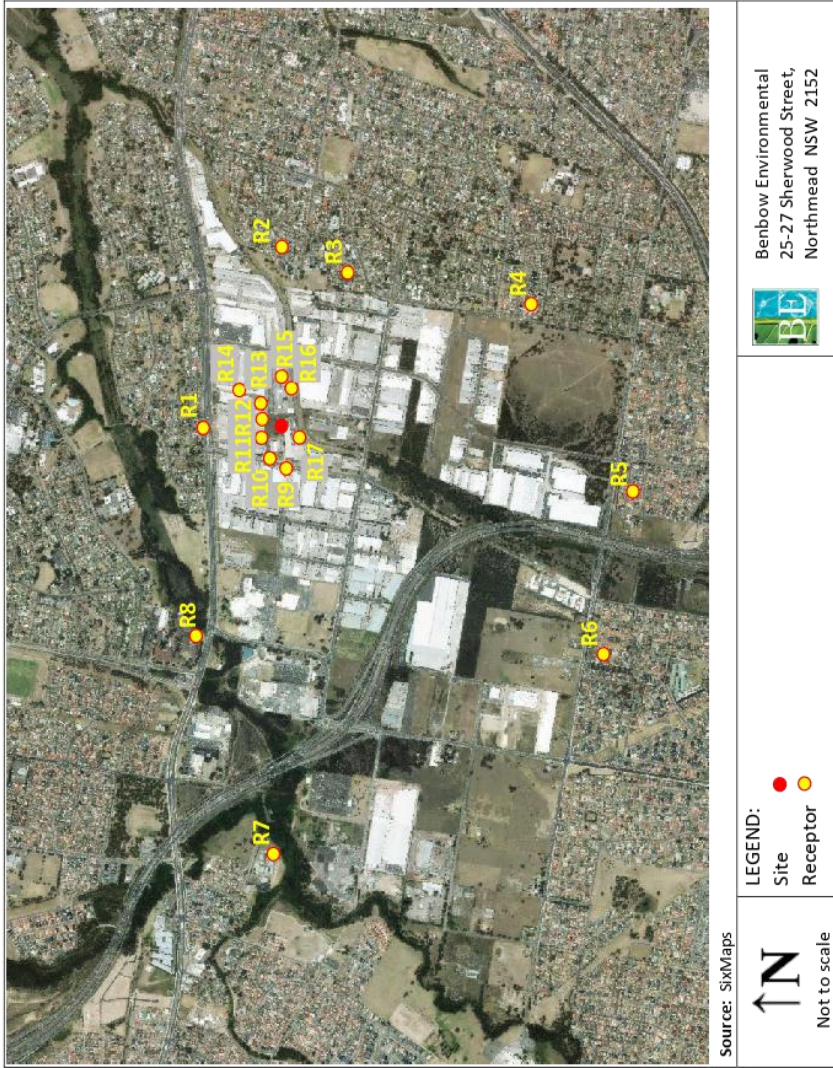 R8
R1
R14
R11
R12
R13
R10
R7
R2
R9
R15
R16
R17
R3
R4
R6
R5
Source: SixMaps
N
Not to scale
LEGEND:
Site
Receptor
BE
Benbow Environmental
25-27 Sherwood Street,
Northmead NSW 2152